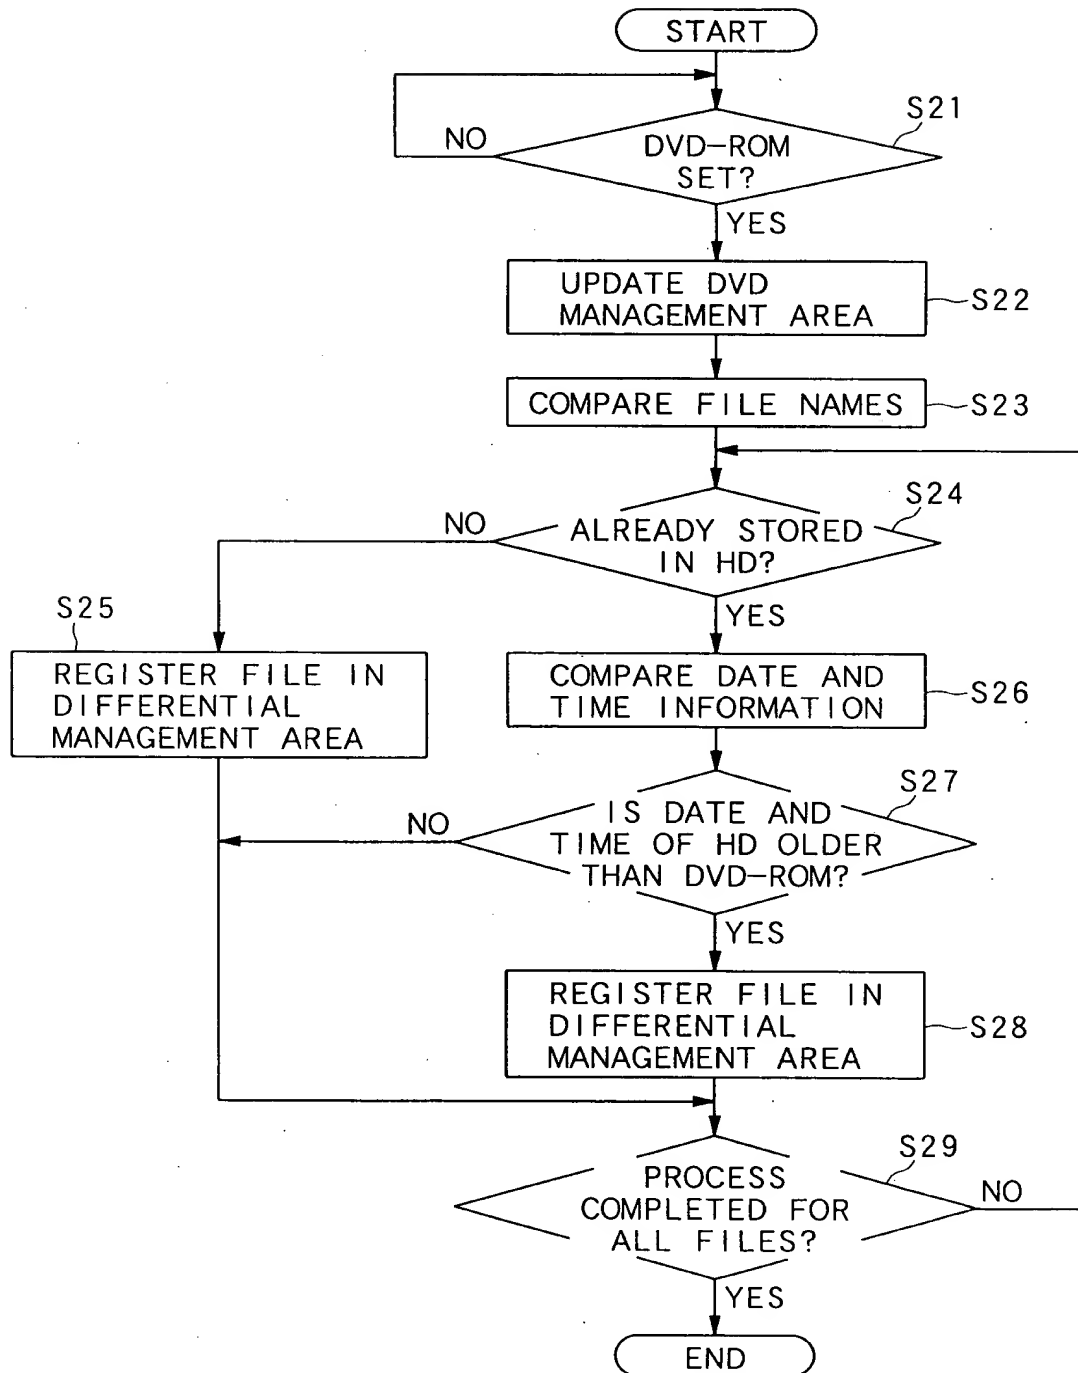 START
S21
NO
DVD-ROM
SET?
YES
UPDATE DVD
MANAGEMENT AREA
S22
COMPARE FILE NAMES
S23
S24
NO
ALREADY STORED
IN HD?
YES
S25
REGISTER FILE IN
DIFFERENTIAL
MANAGEMENT AREA
COMPARE DATE AND
TIME INFORMATION
S26
S27
NO
IS DATE AND
TIME OF HD OLDER
THAN DVD-ROM?
YES
REGISTER FILE IN
DIFFERENTIAL
MANAGEMENT AREA
S28
S29
PROCESS
COMPLETED FOR
ALL FILES?
NO
YES
END